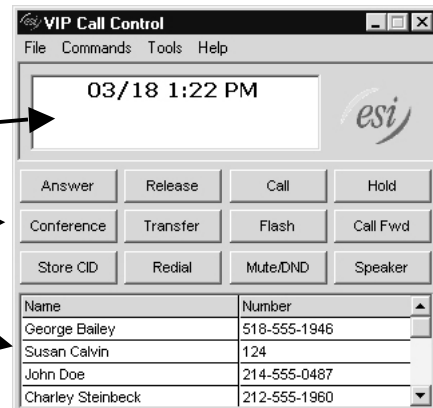 esi VIP Call Control
File Commands Tools Help
03/18 1:22 PM
esi
Answer Release Call Hold
Conference Transfer Flash Call Fwd
Store CID Redial Mute/DND Speaker
Name Number
George Bailey 518-555-1946
Susan Calvin 124
John Doe 214-555-0487
Charley Steinbeck 212-555-1960